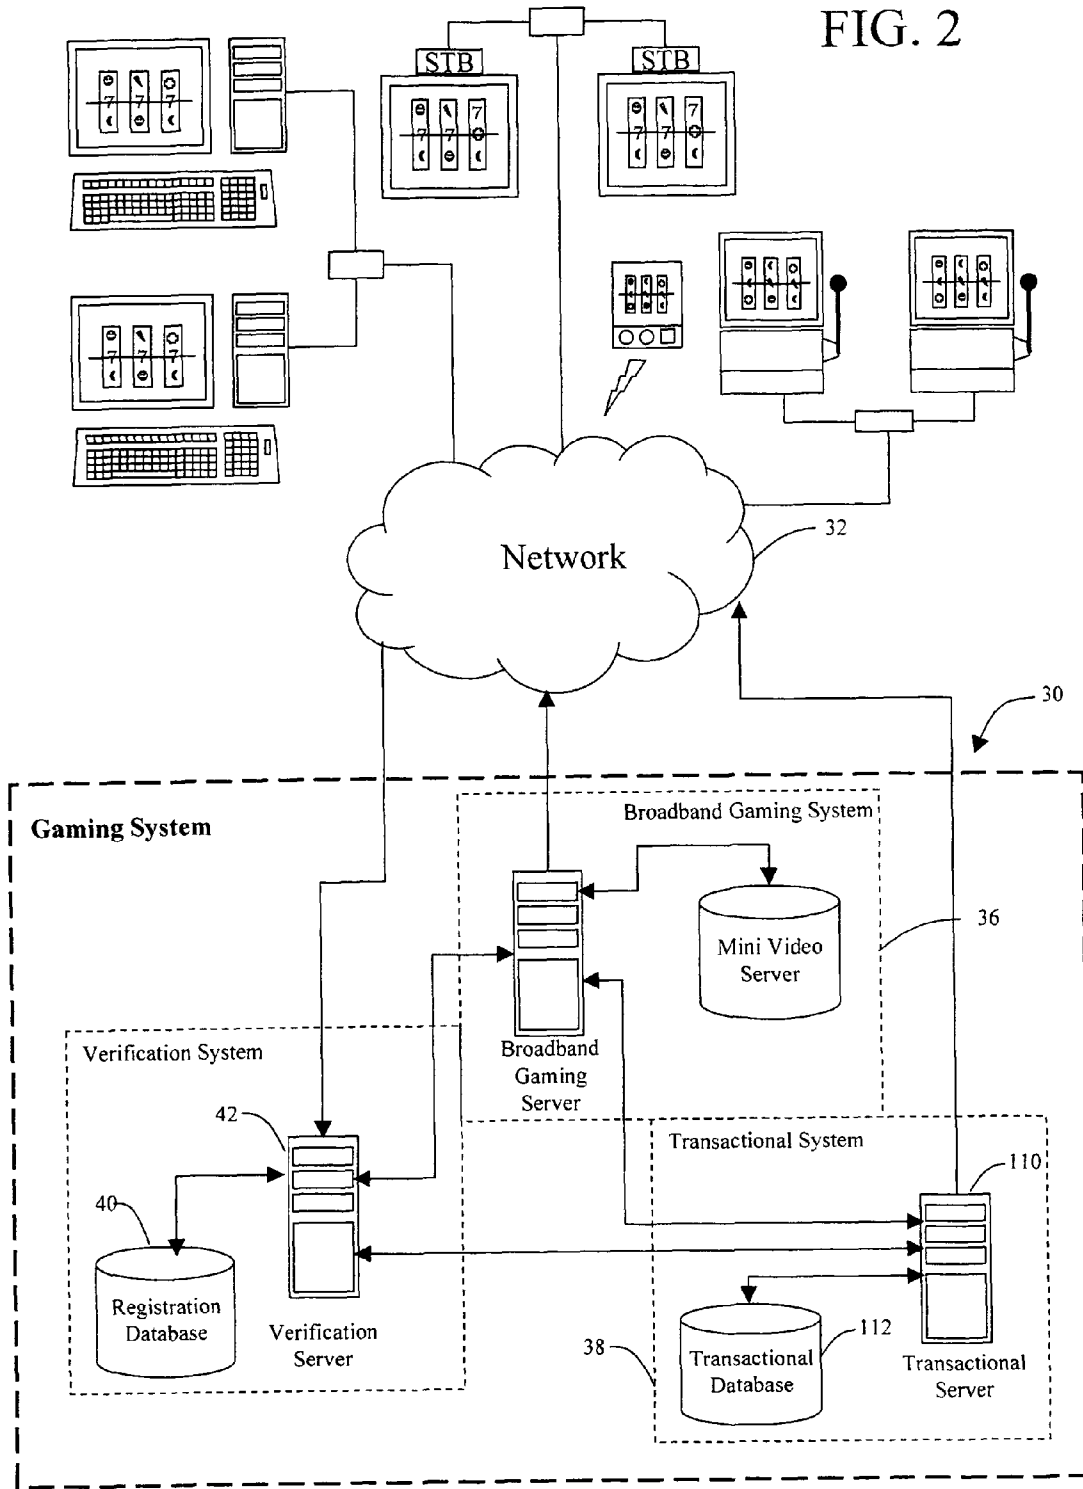 FIG. 2
STB
STB
Network
32
30
Gaming System
Broadband Gaming System
Mini Video
Server
36
Broadband
Gaming
Server
Verification System
42
40
Registration
Database
Verification
Server
Transactional System
110
38
112
Transactional
Database
Transactional
Server